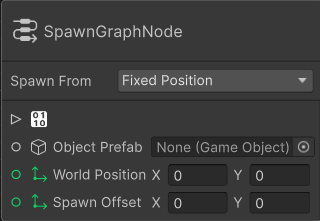 SpawnGraphNode
Spawn From Fixed Position
01
10
Object Prefab None (Game Object)
World Position X 0 Y 0
Spawn Offset X 0 Y 0